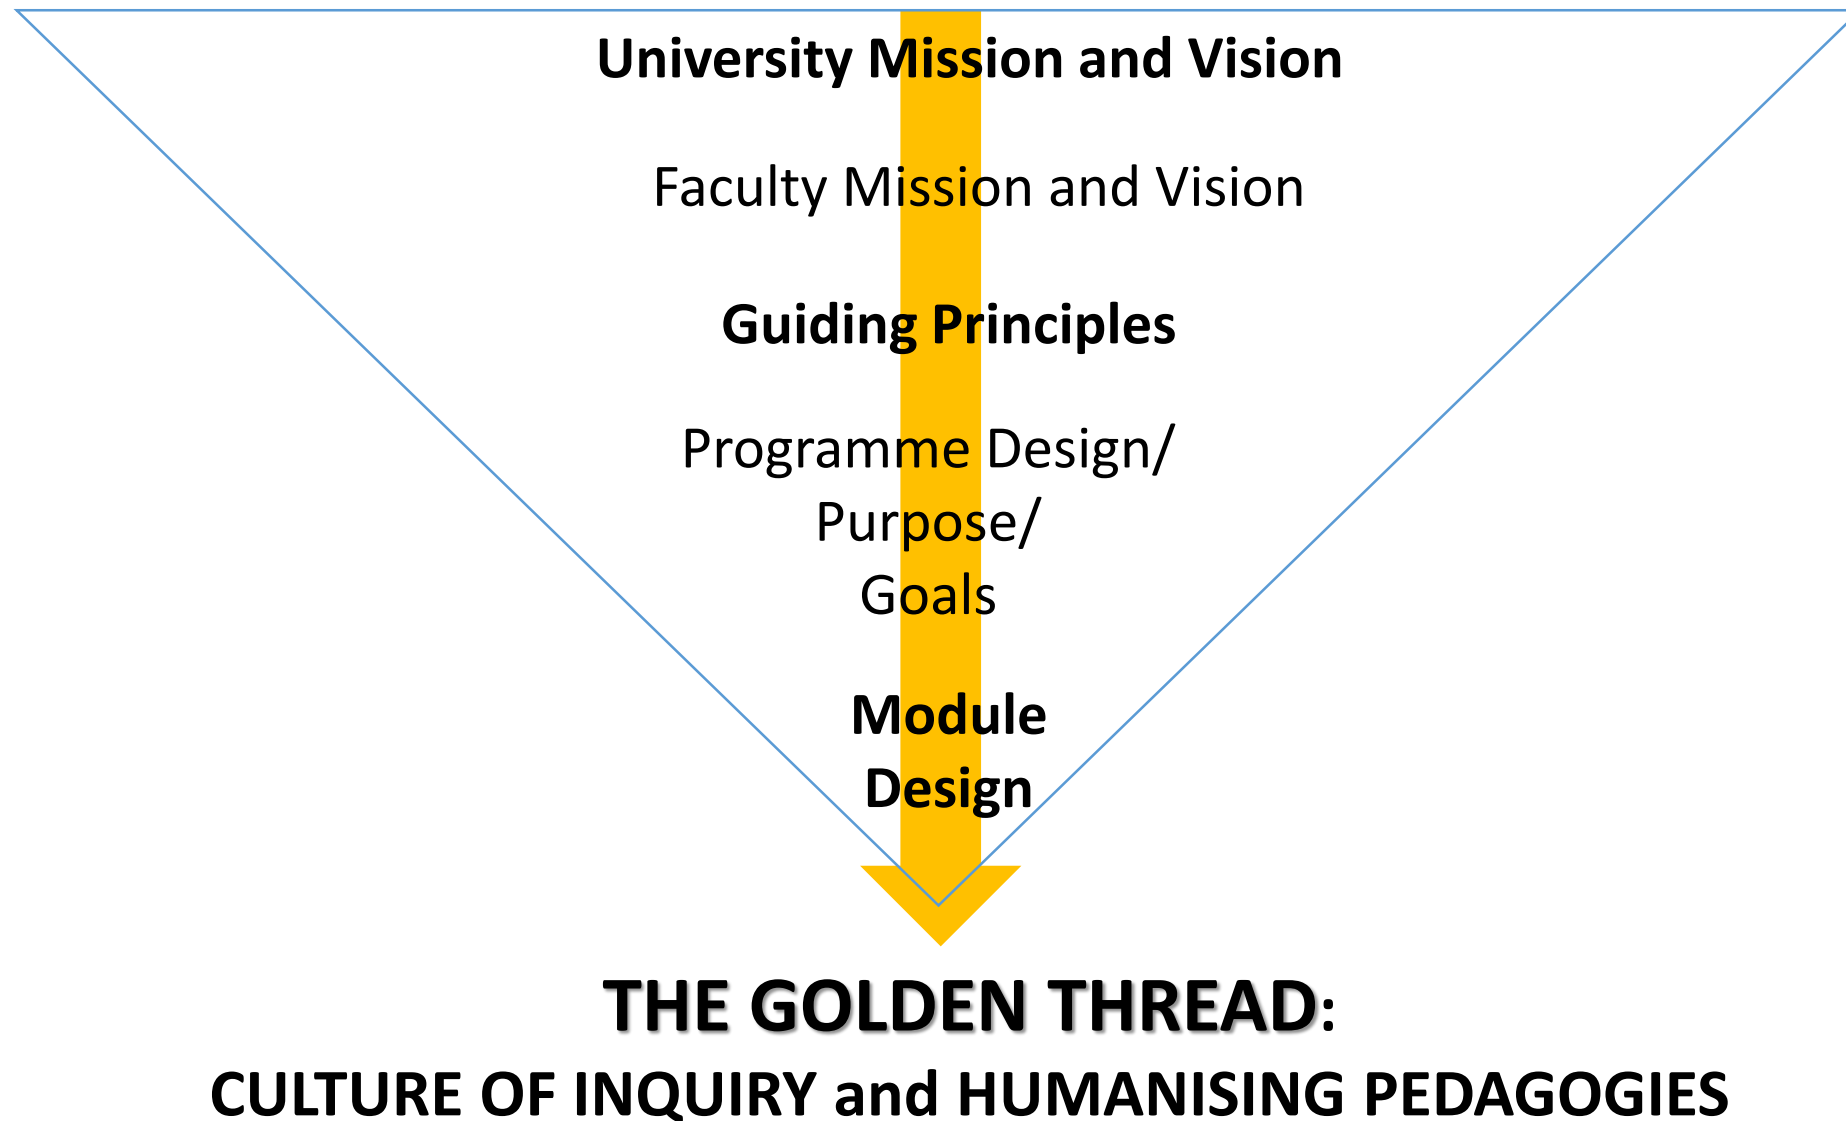 University Mission and Vision
Faculty Mission and Vision
Guiding Principles
Programme Design/
Purpose/
Goals
Module
Design
THE GOLDEN THREAD:
CULTURE OF INQUIRY and HUMANISING PEDAGOGIES